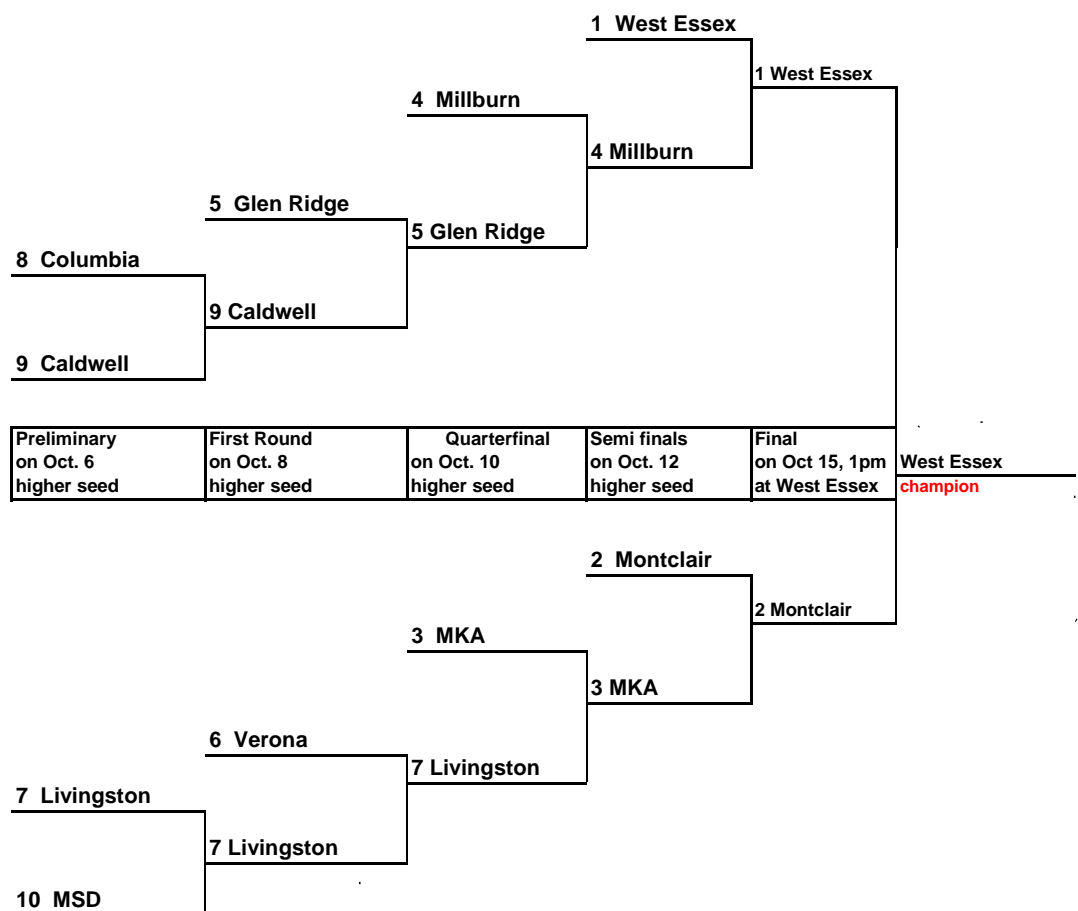 1 West Essex
1 West Essex
4 Millburn
4 Millburn
5 Glen Ridge
5 Glen Ridge
8 Columbia
9 Caldwell
9 Caldwell
Preliminary
on Oct. 6
higher seed
First Round
on Oct. 8
higher seed
Quarterfinal
on Oct. 10
higher seed
Semi finals
on Oct. 12
higher seed
Final
on Oct 15, 1pm
at West Essex
West Essex
champion
2 Montclair
2 Montclair
3 MKA
3 MKA
6 Verona
7 Livingston
7 Livingston
7 Livingston
10 MSD